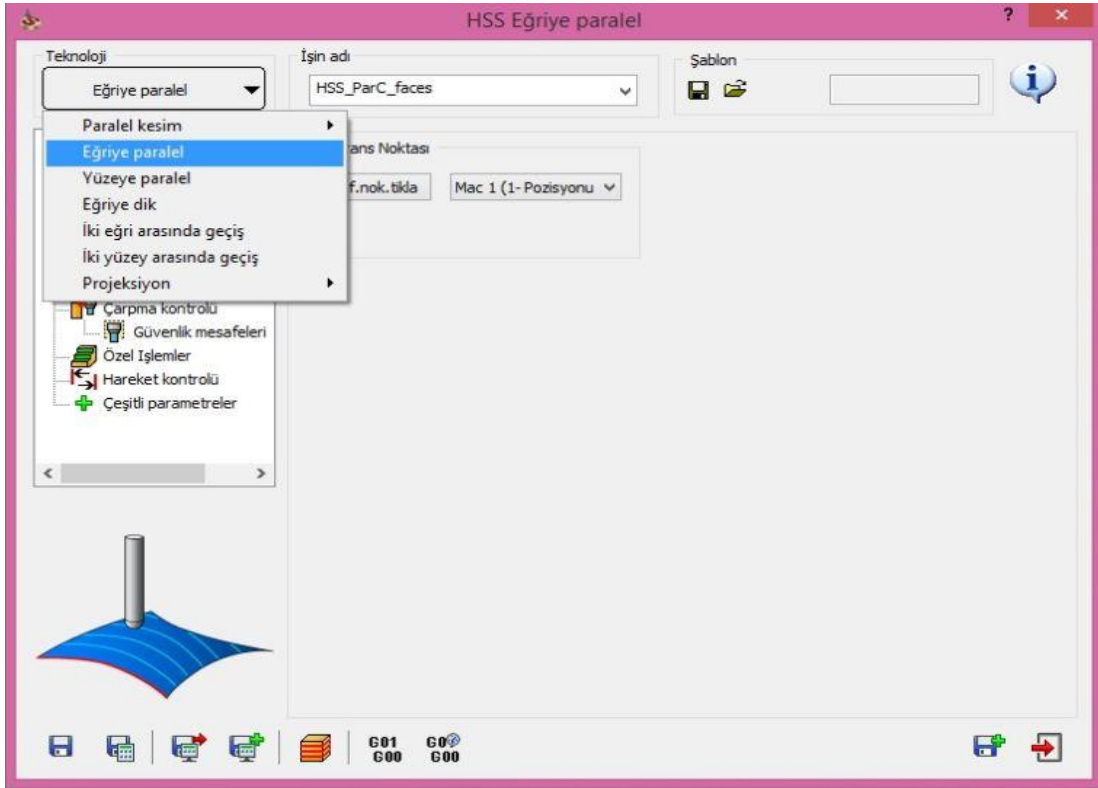 HSS Eğriye paralel
?
×
Teknoloji
Eğriye paralel
İşin adı
HSS_ParC_faces
Şablon
Paralel kesim
Eğriye paralel
Yüzeye paralel
Eğriye dik
İki eğri arasında geçiş
İki yüzey arasında geçiş
Projeksiyon
ans Noktası
f.nok.tikla
Mac 1 (1- Pozisyonu
Çarpma kontrolü
Güvenlik mesafeleri
Özel Işlemler
Hareket kontrolü
Çeşitli parametreler
G01
G00
G0
G00